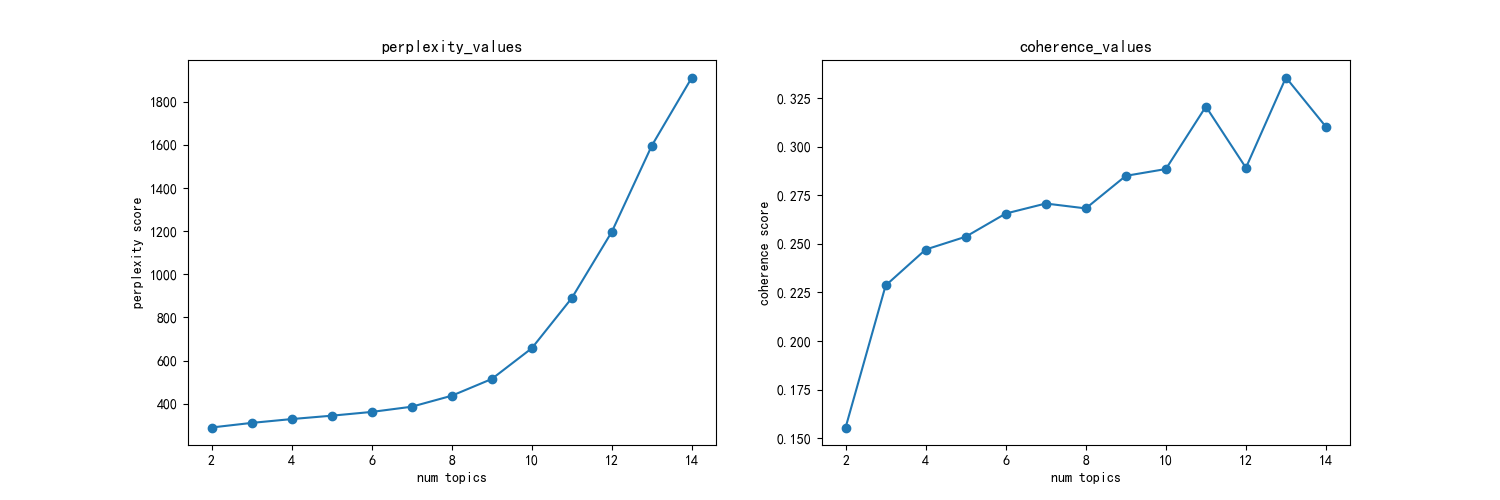 perplexity_values
perplexity score
1800
1600
1400
1200
1000
800
600
400
2 4 6 8 10 12 14
num topics
coherence_values
coherence score
0.325
0.300
0.275
0.250
0.225
0.200
0.175
0.150
2 4 6 8 10 12 14
num topics